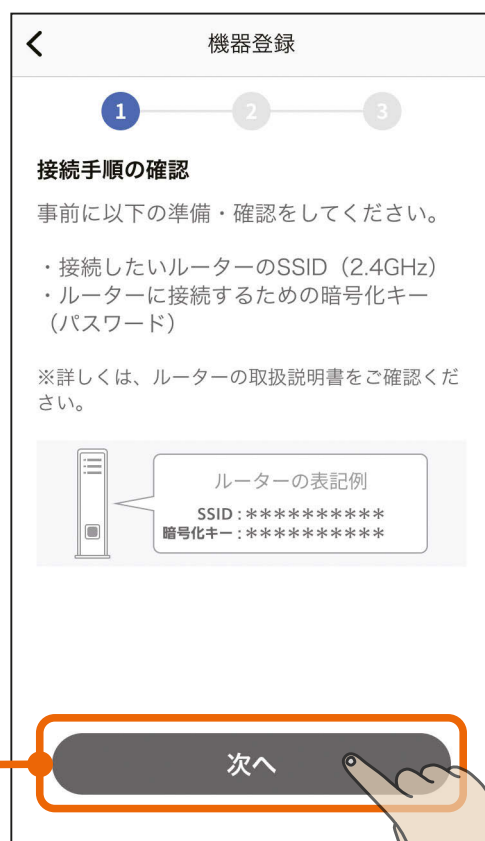 機器登録
1 2 3
接続手順の確認
事前に以下の準備・確認をしてください。
・接続したいルーターのSSID（2.4GHz）
・ルーターに接続するための暗号化キー
（パスワード）
※詳しくは、ルーターの取扱説明書をご確認くだ
さい。
ルーターの表記例
SSID：**********
暗号化キー：**********
次へ